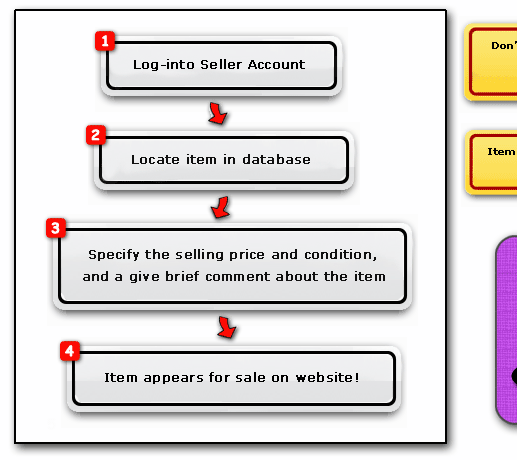 1
Log-into Seller Account
2
Locate item in database
3
Specify the selling price and condition,
and a give brief comment about the item
4
Item appears for sale on website!
Don'
Item